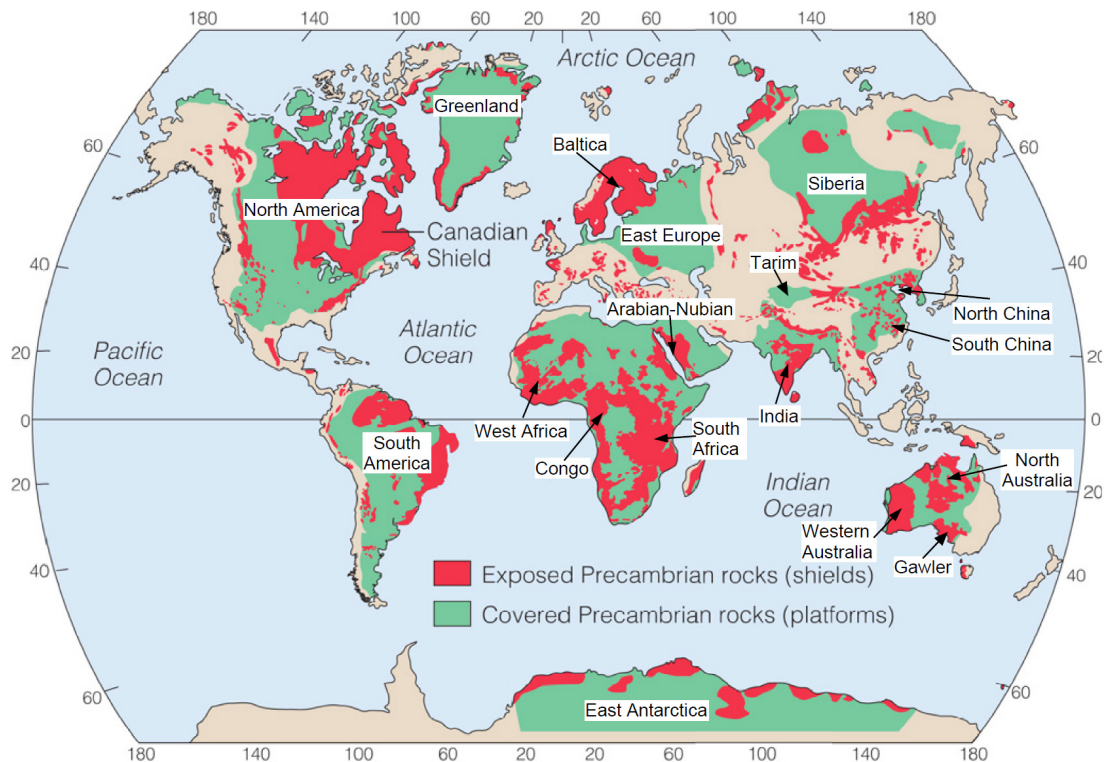 180 140 100 60 20 0 20 60 100 140 180
Arctic Ocean
Greenland
60
Baltica
60
Siberia
North America
Canadian
Shield
East Europe
40
Tarim
40
Arabian-Nubian
North China
Atlantic
Ocean
South China
Pacific
Ocean
20
20
India
0
0
West Africa
South
Africa
South
America
Congo
North
Australia
20
Indian
Ocean
20
Western
Australia
Gawler
40
Exposed Precambrian rocks (shields)
40
Covered Precambrian rocks (platforms)
60
60
East Antarctica
180 140 100 60 20 20 60 100 140 180